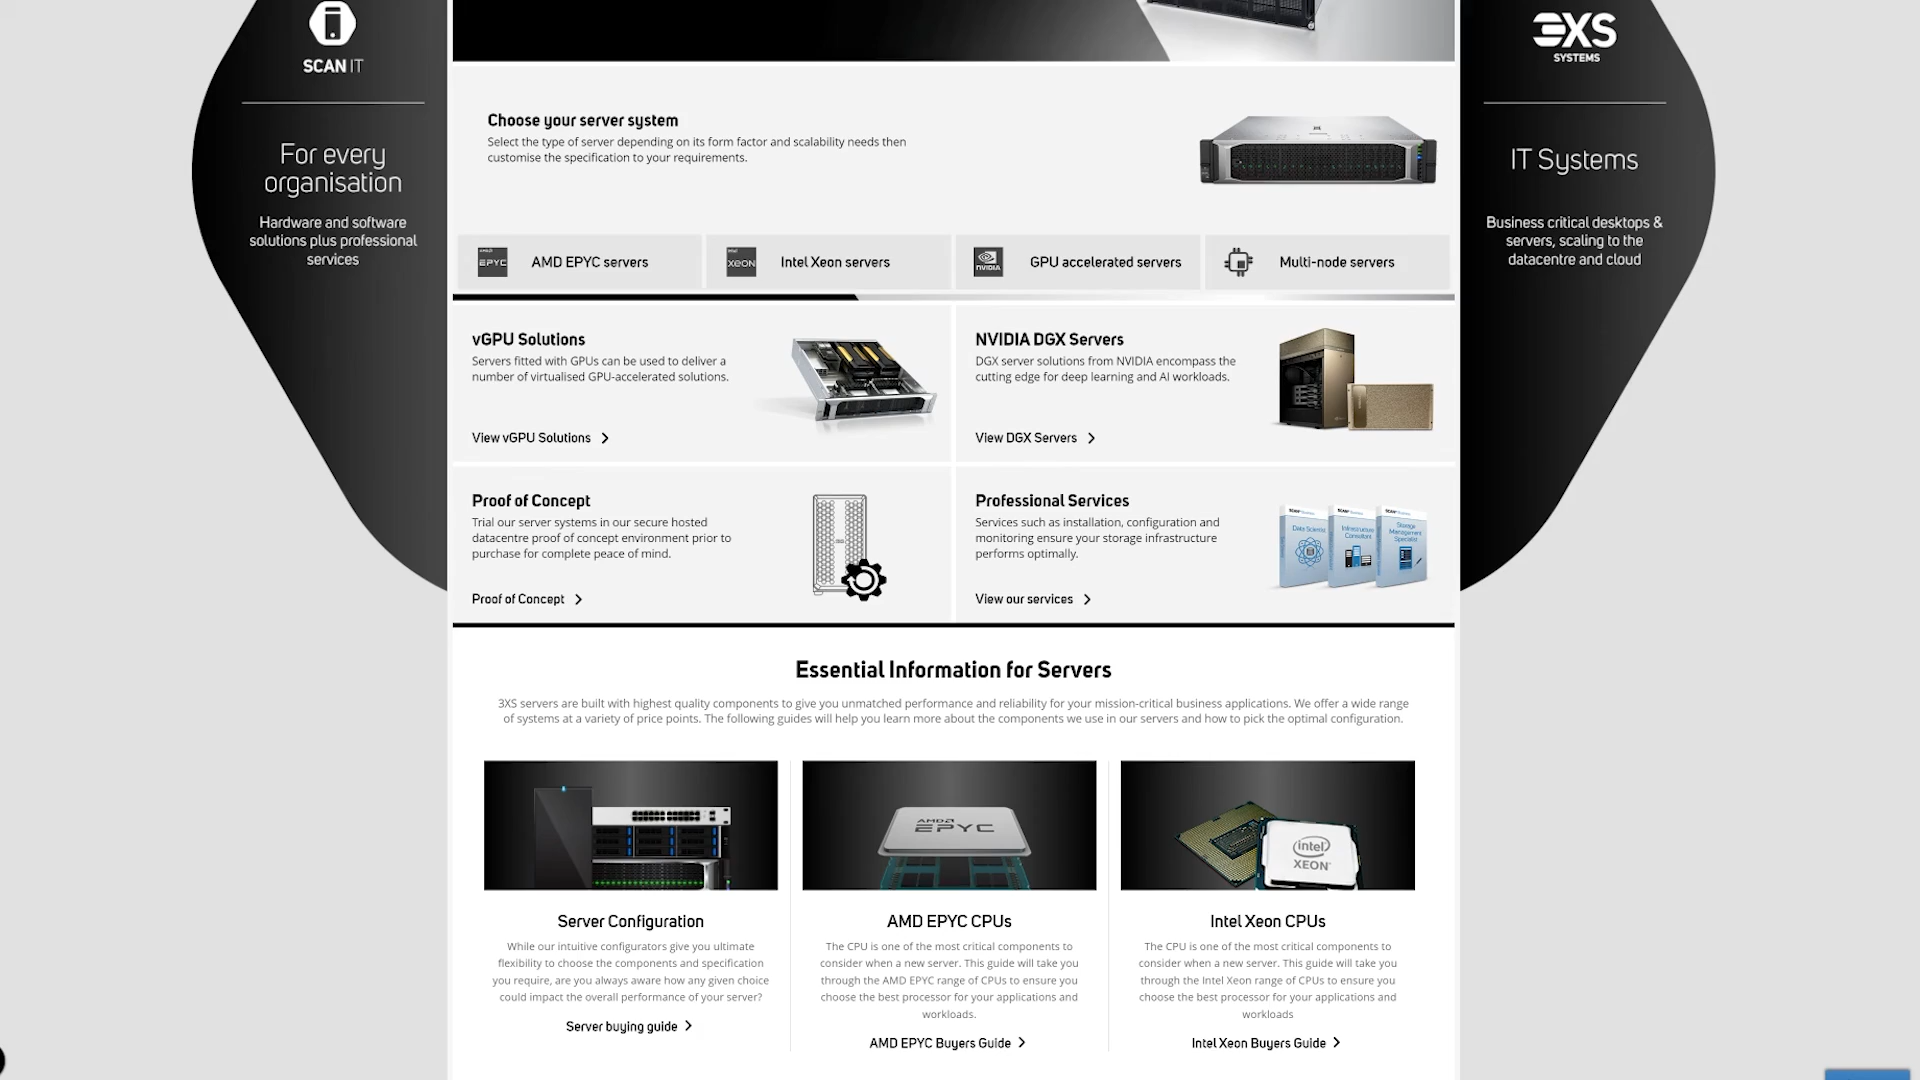 SCAN IT
For every
organisation
Hardware and software
solutions plus professional
services
3XS
SYSTEMS
IT Systems
Business critical desktops &
servers, scaling to the
datacentre and cloud
Choose your server system
Select the type of server depending on its form factor and scalability needs then
customise the specification to your requirements.
AMD EPYC
AMD EPYC servers
intel XEON
Intel Xeon servers
NVIDIA
GPU accelerated servers
Multi-node servers
vGPU Solutions
Servers fitted with GPUs can be used to deliver a
number of virtualised GPU-accelerated solutions.
View vGPU Solutions
NVIDIA DGX Servers
DGX server solutions from NVIDIA encompass the
cutting edge for deep learning and AI workloads.
View DGX Servers
Proof of Concept
Trial our server systems in our secure hosted
datacentre proof of concept environment prior to
purchase for complete peace of mind.
Proof of Concept
Professional Services
Services such as installation, configuration and
monitoring ensure your storage infrastructure
performs optimally.
View our services
Data Scientist
Infrastructure
Consultant
Storage
Management
Specialist
Essential Information for Servers
3XS servers are built with highest quality components to give you unmatched performance and reliability for your mission-critical business applications. We offer a wide range
of systems at a variety of price points. The following guides will help you learn more about the components we use in our servers and how to pick the optimal configuration.
Server Configuration
While our intuitive configurators give you ultimate
flexibility to choose the components and specification
you require, are you always aware how any given choice
could impact the overall performance of your server?
Server buying guide
AMD
EPYC
AMD EPYC CPUs
The CPU is one of the most critical components to
consider when a new server. This guide will take you
through the AMD EPYC range of CPUs to ensure you
choose the best processor for your applications and
workloads.
AMD EPYC Buyers Guide
intel
XEON
Intel Xeon CPUs
The CPU is one of the most critical components to
consider when a new server. This guide will take you
through the Intel Xeon range of CPUs to ensure you
choose the best processor for your applications and
workloads
Intel Xeon Buyers Guide